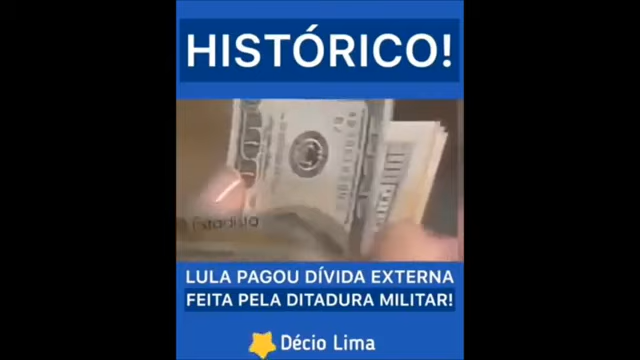 HISTÓRICO!
Estadista
LULA PAGOU DÍVIDA EXTERNA
FEITA PELA DITADURA MILITAR!
Décio Lima